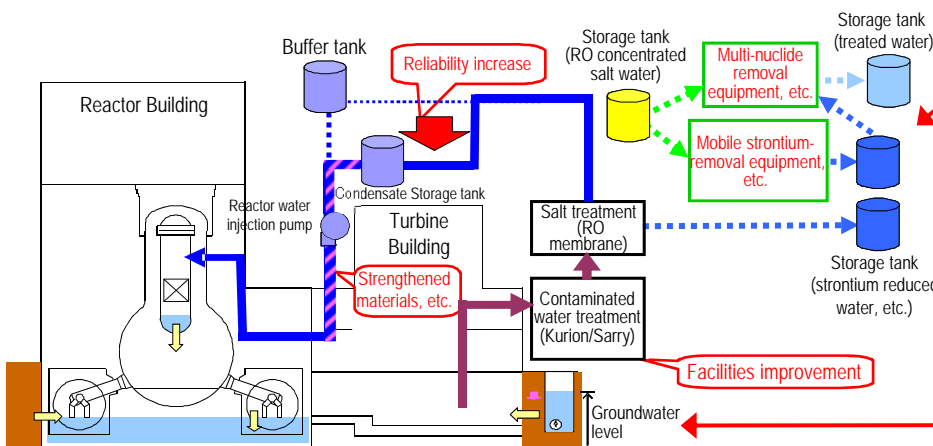 Storage tank
(treated water)
Storage tank
(RO concentrated
salt water)
Multi-nuclide
removal
equipment, etc.
Buffer tank
Reliability increase
Reactor Building
Mobile strontium-
removal equipment,
etc.
Condensate Storage tank
Reactor water
injection pump
Turbine
Building
Salt treatment
(RO
membrane)
Storage tank
(strontium reduced
water, etc.)
Strengthened
materials, etc.
Contaminated
water treatment
(Kurion/Sarry)
Facilities improvement
Groundwater
level